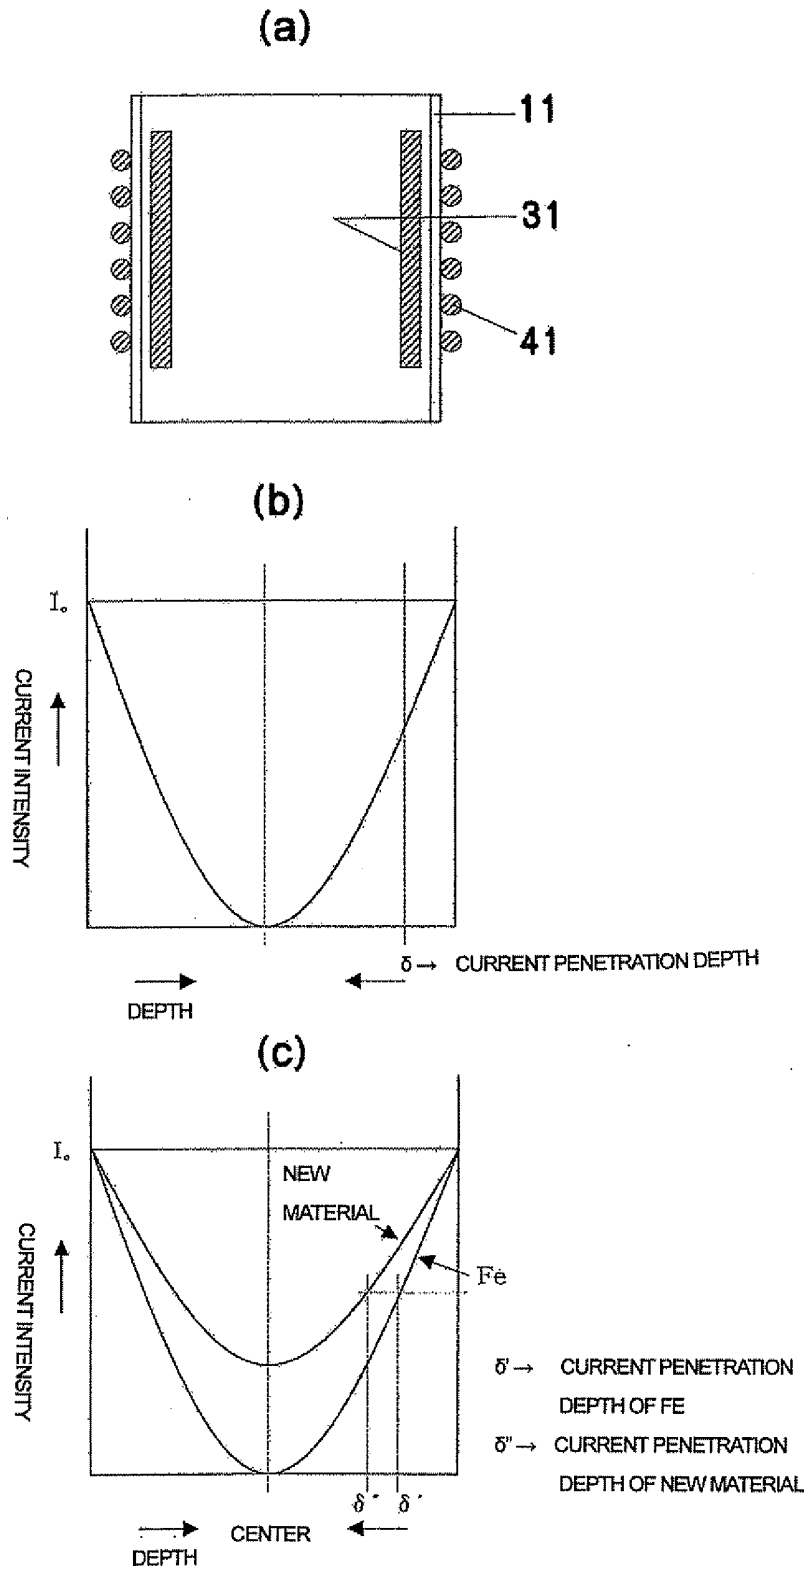 (a)
11
31
41
(b)
I₀
CURRENT INTENSITY
δ → CURRENT PENETRATION DEPTH
DEPTH
(c)
I₀
NEW
MATERIAL
Fe
CURRENT INTENSITY
δ' → CURRENT PENETRATION
DEPTH OF FE
δ" → CURRENT PENETRATION
DEPTH OF NEW MATERIAL
δ" δ'
CENTER
DEPTH